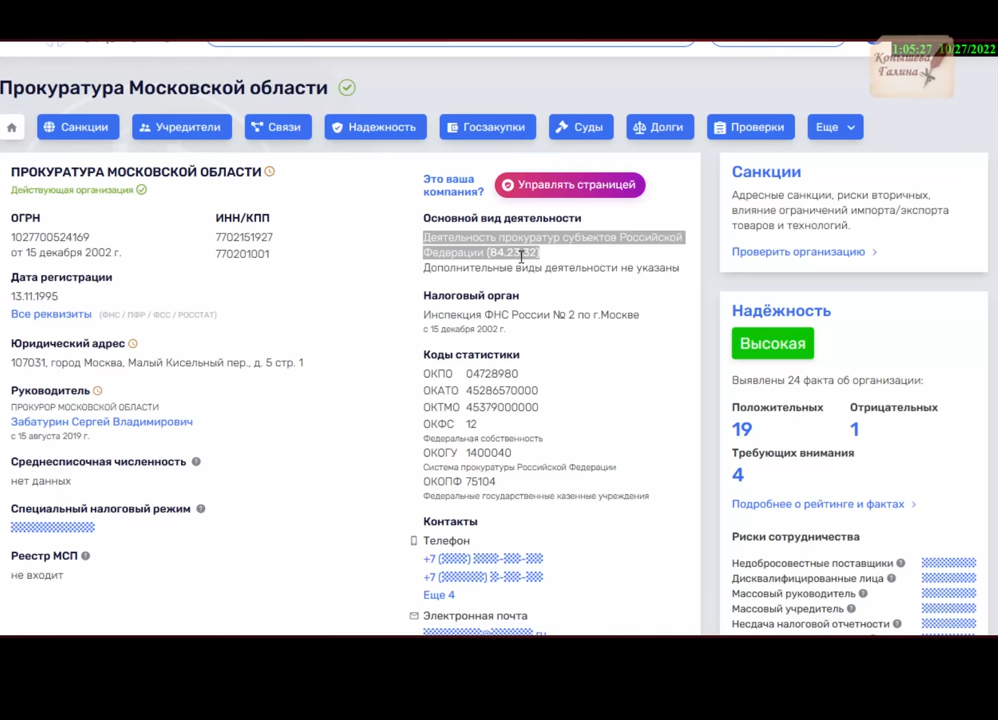 1:05:27 10/27/2022
Копышева
Галина
Прокуратура Московской области
Санкции
Учредители
Связи
Надежность
Госзакупки
Суды
Долги
Проверки
Еще
ПРОКУРАТУРА МОСКОВСКОЙ ОБЛАСТИ
Действующая организация
ОГРН
1027700524169
от 15 декабря 2002 г.
ИНН/КПП
7702151927
770201001
Дата регистрации
13.11.1995
Все реквизиты (ФНС / ПФР / ФСС / РОССТАТ)
Юридический адрес
107031, город Москва, Малый Кисельный пер., д. 5 стр. 1
Руководитель
ПРОКУРОР МОСКОВСКОЙ ОБЛАСТИ
Забатурин Сергей Владимирович
с 15 августа 2019 г.
Среднесписочная численность
нет данных
Специальный налоговый режим
Реестр МСП
не входит
Это ваша
компания?
Управлять страницей
Основной вид деятельности
Деятельность прокуратур субъектов Российской
Федерации (84.23.32)
Дополнительные виды деятельности не указаны
Налоговый орган
Инспекция ФНС России № 2 по г.Москве
с 15 декабря 2002 г.
Коды статистики
ОКПО 04728980
ОКАТО 45286570000
ОКТМО 45379000000
ОКФС 12
Федеральная собственность
ОКОГУ 1400040
Система прокуратуры Российской Федерации
ОКОПФ 75104
Федеральные государственные казенные учреждения
Контакты
Телефон
+7
+7
Еще 4
Электронная почта
Санкции
Адресные санкции, риски вторичных,
влияние ограничений импорта/экспорта
товаров и технологий.
Проверить организацию
Надёжность
Высокая
Выявлены 24 факта об организации:
Положительных
19
Отрицательных
1
Требующих внимания
4
Подробнее о рейтинге и фактах
Риски сотрудничества
Недобросовестные поставщики
Дисквалифицированные лица
Массовый руководитель
Массовый учредитель
Несдача налоговой отчетности